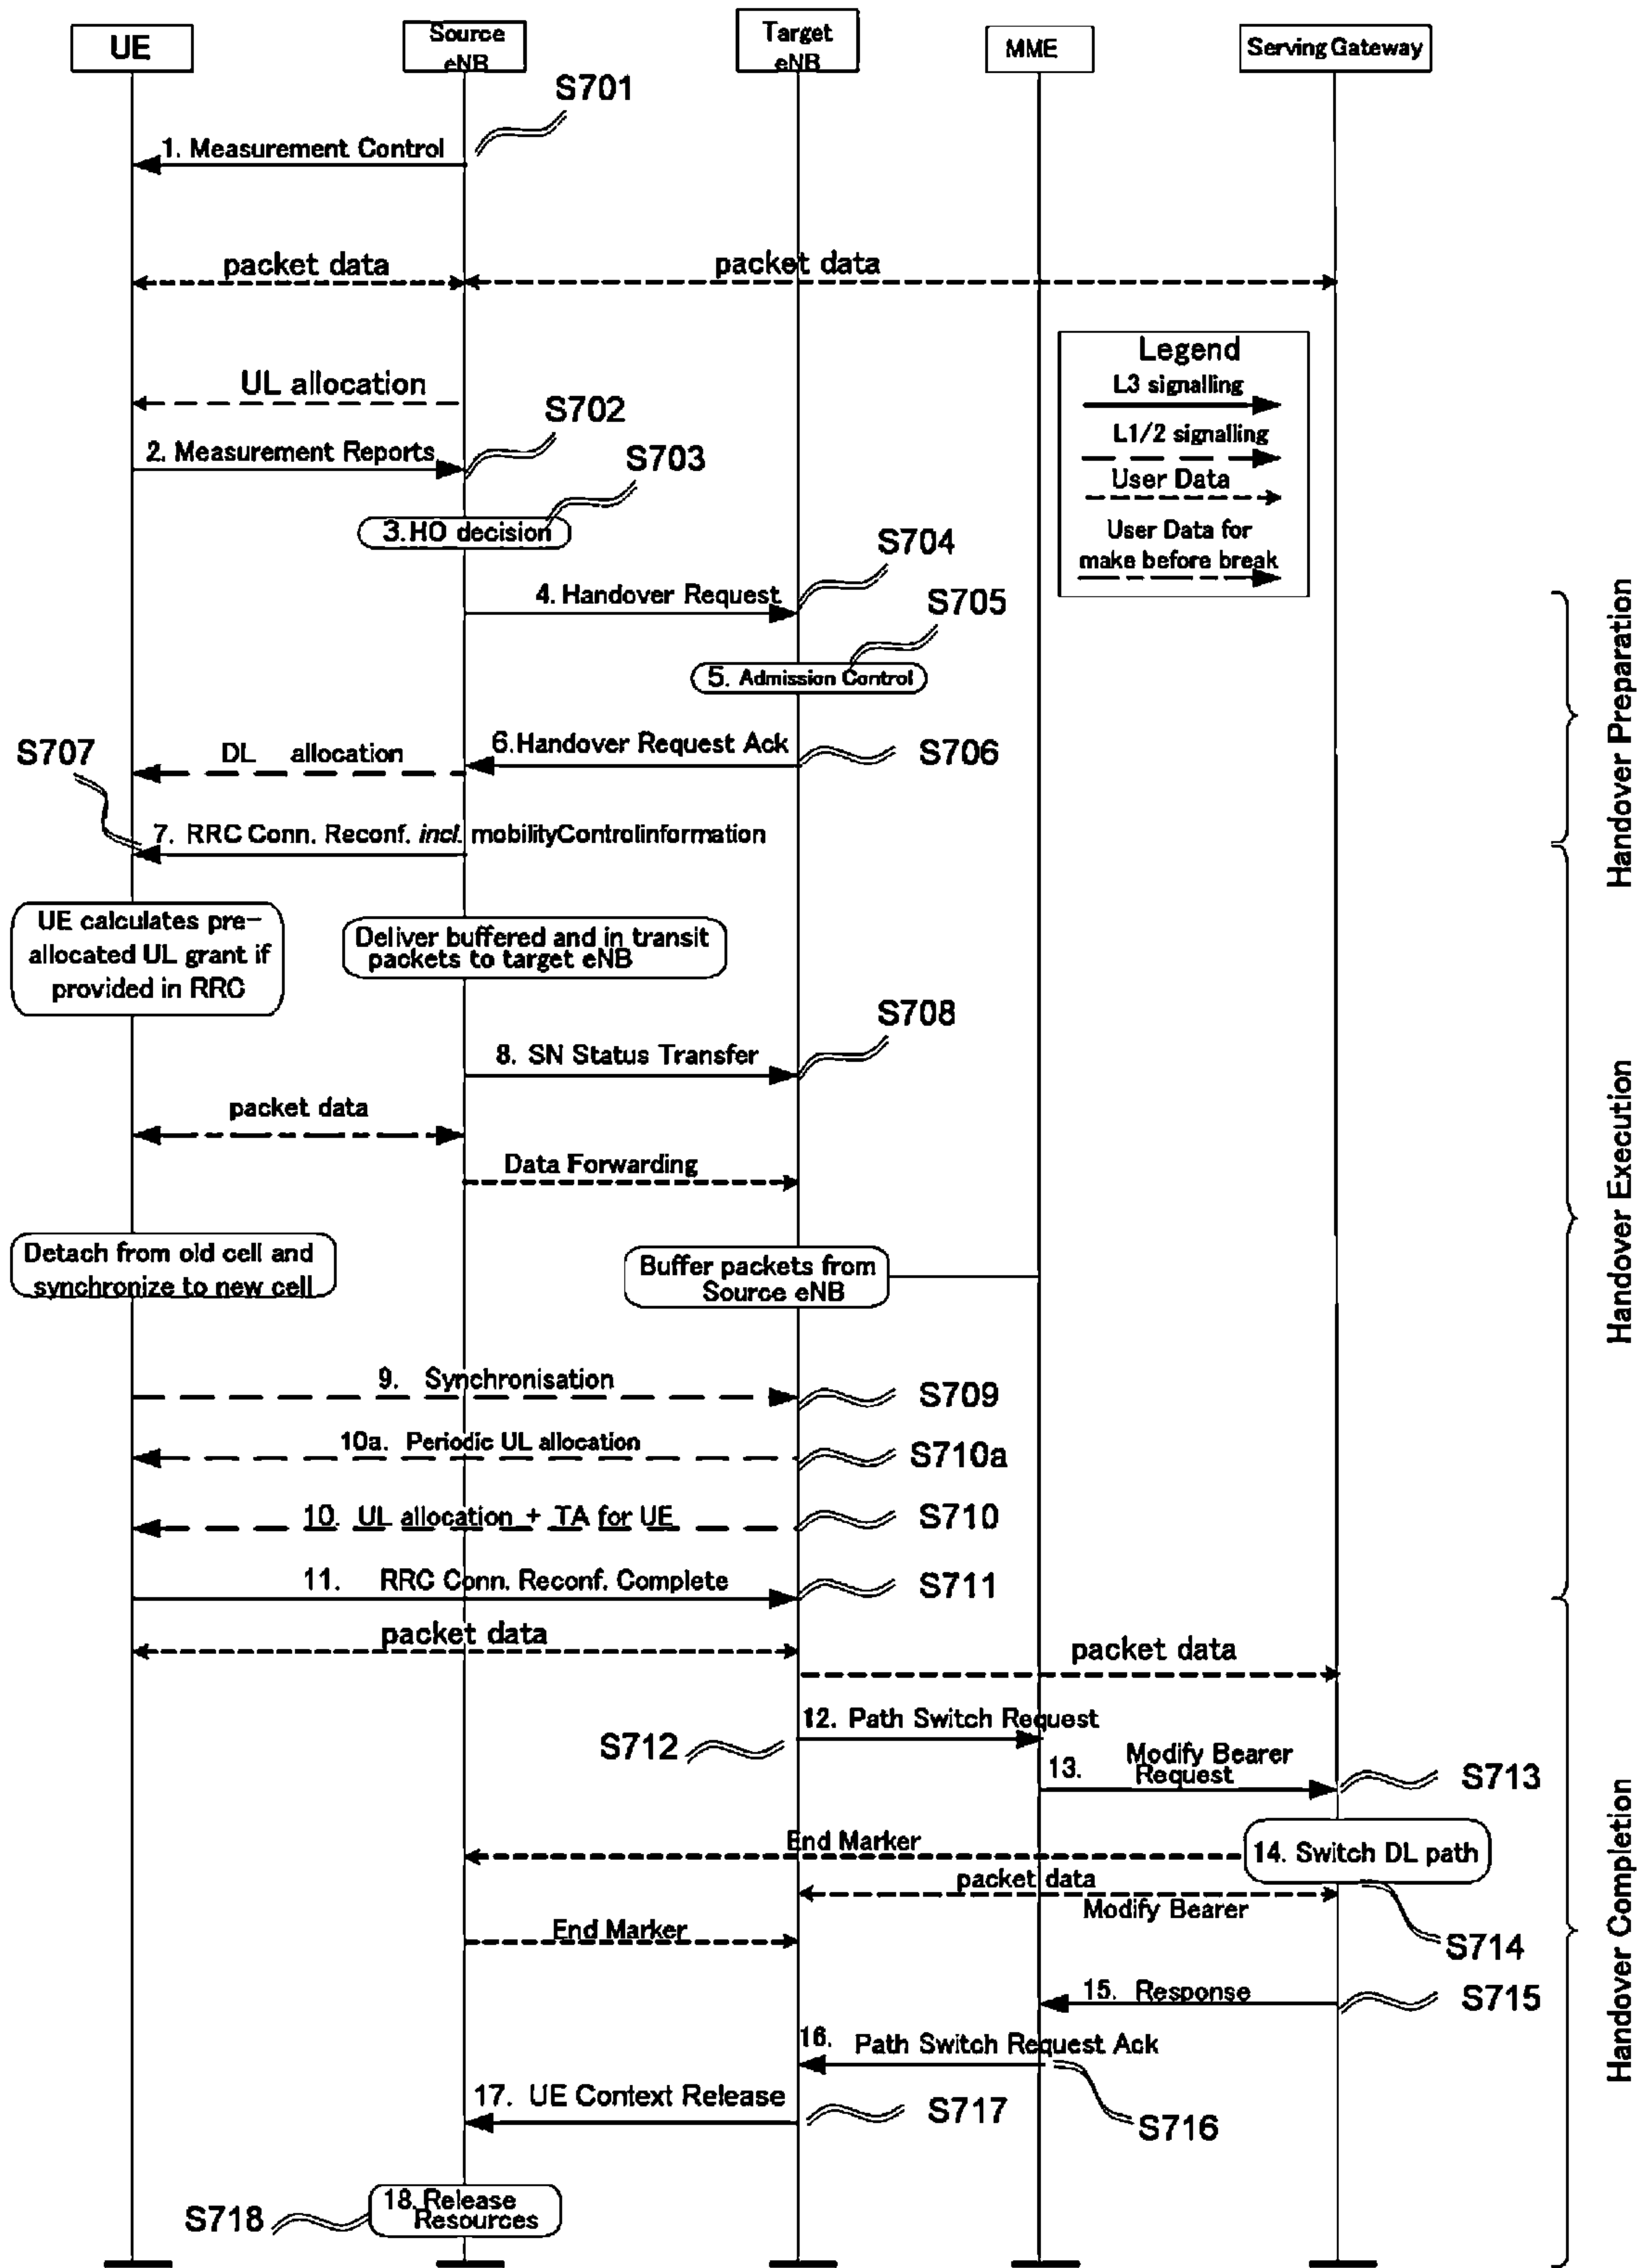 UE
Source
eNB
Target
eNB
MME
Serving Gateway
S701
1. Measurement Control
packet data
packet data
Legend
L3 signalling
L1/2 signalling
User Data
User Data for
make before break
UL allocation
S702
2. Measurement Reports
S703
3. HO decision
S704
4. Handover Request
S705
5. Admission Control
Handover Preparation
S707
DL allocation
6. Handover Request Ack
S706
7. RRC Conn. Reconf. incl. mobilityControlinformation
UE calculates pre-
allocated UL grant if
provided in RRC
Deliver buffered and in transit
packets to target eNB
S708
8. SN Status Transfer
packet data
Data Forwarding
Handover Execution
Detach from old cell and
synchronize to new cell
Buffer packets from
Source eNB
9. Synchronisation
S709
10a. Periodic UL allocation
S710a
10. UL allocation + TA for UE
S710
11. RRC Conn. Reconf. Complete
S711
packet data
packet data
12. Path Switch Request
S712
13. Modify Bearer
Request
S713
End Marker
14. Switch DL path
packet data
Modify Bearer
End Marker
S714
Handover Completion
15. Response
S715
16. Path Switch Request Ack
17. UE Context Release
S717
S716
18. Release
Resources
S718